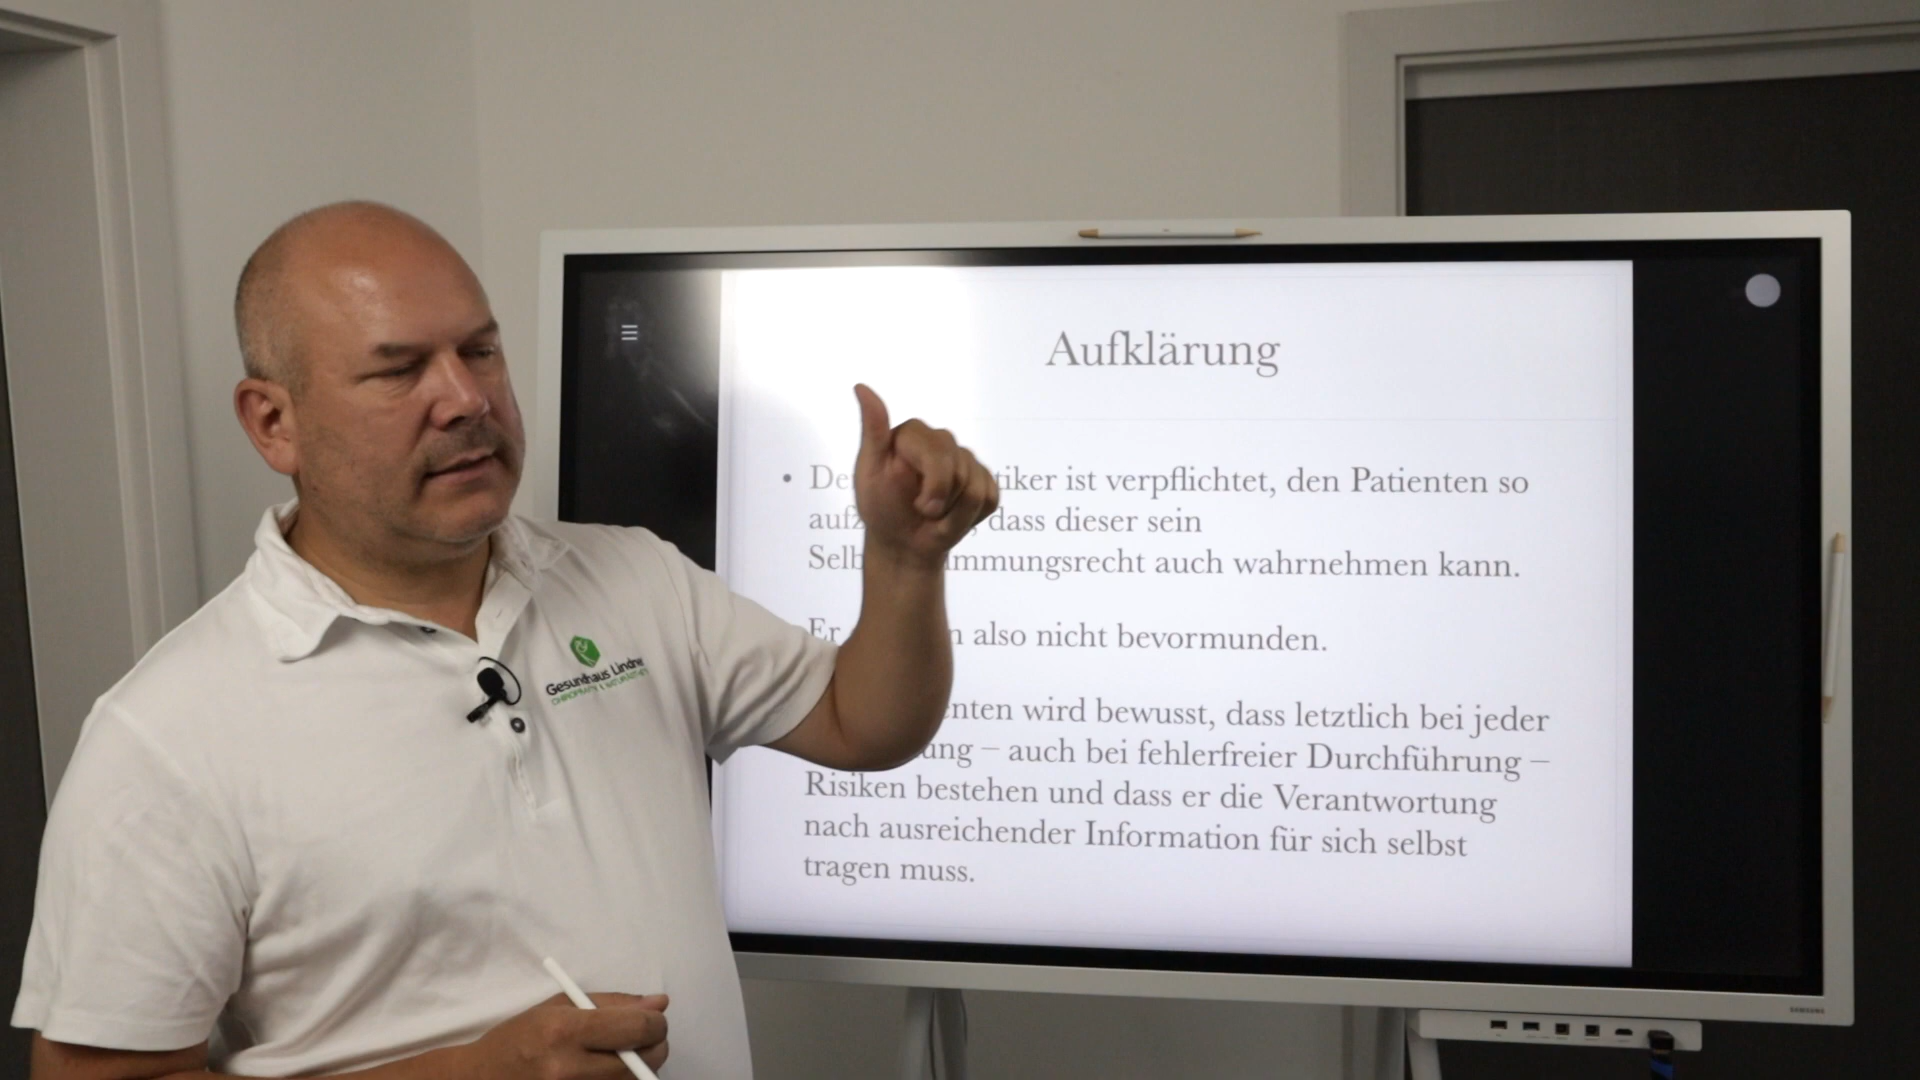 Aufklärung
• De tiker ist verpflichtet, den Patienten so
aufz dass dieser sein
Selb mmungsrecht auch wahrnehmen kann.
Er also nicht bevormunden.
enten wird bewusst, dass letztlich bei jeder
ung – auch bei fehlerfreier Durchführung –
Risiken bestehen und dass er die Verantwortung
nach ausreichender Information für sich selbst
tragen muss.
Gesundhaus Lindne
SAMSUNG